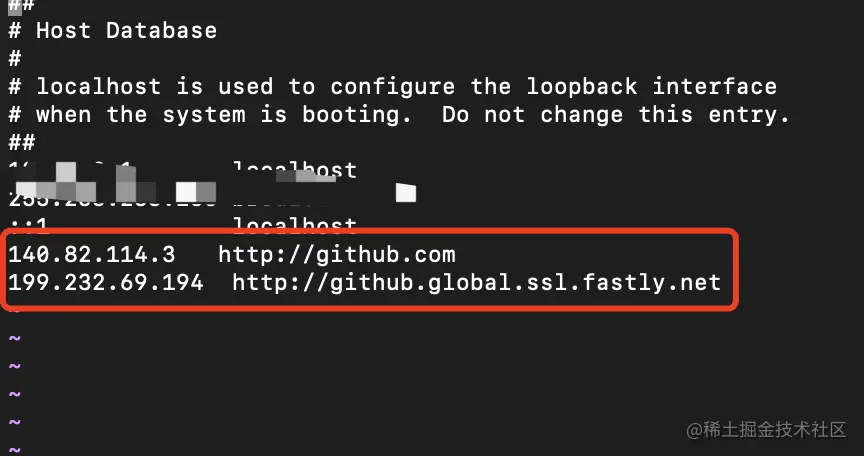 ##
# Host Database
#
# localhost is used to configure the loopback interface
# when the system is booting.  Do not change this entry.
##
localhost
::1 localhost
140.82.114.3 http://github.com
199.232.69.194 http://github.global.ssl.fastly.net
~
~
~
~
~
~
@稀土掘金技术社区